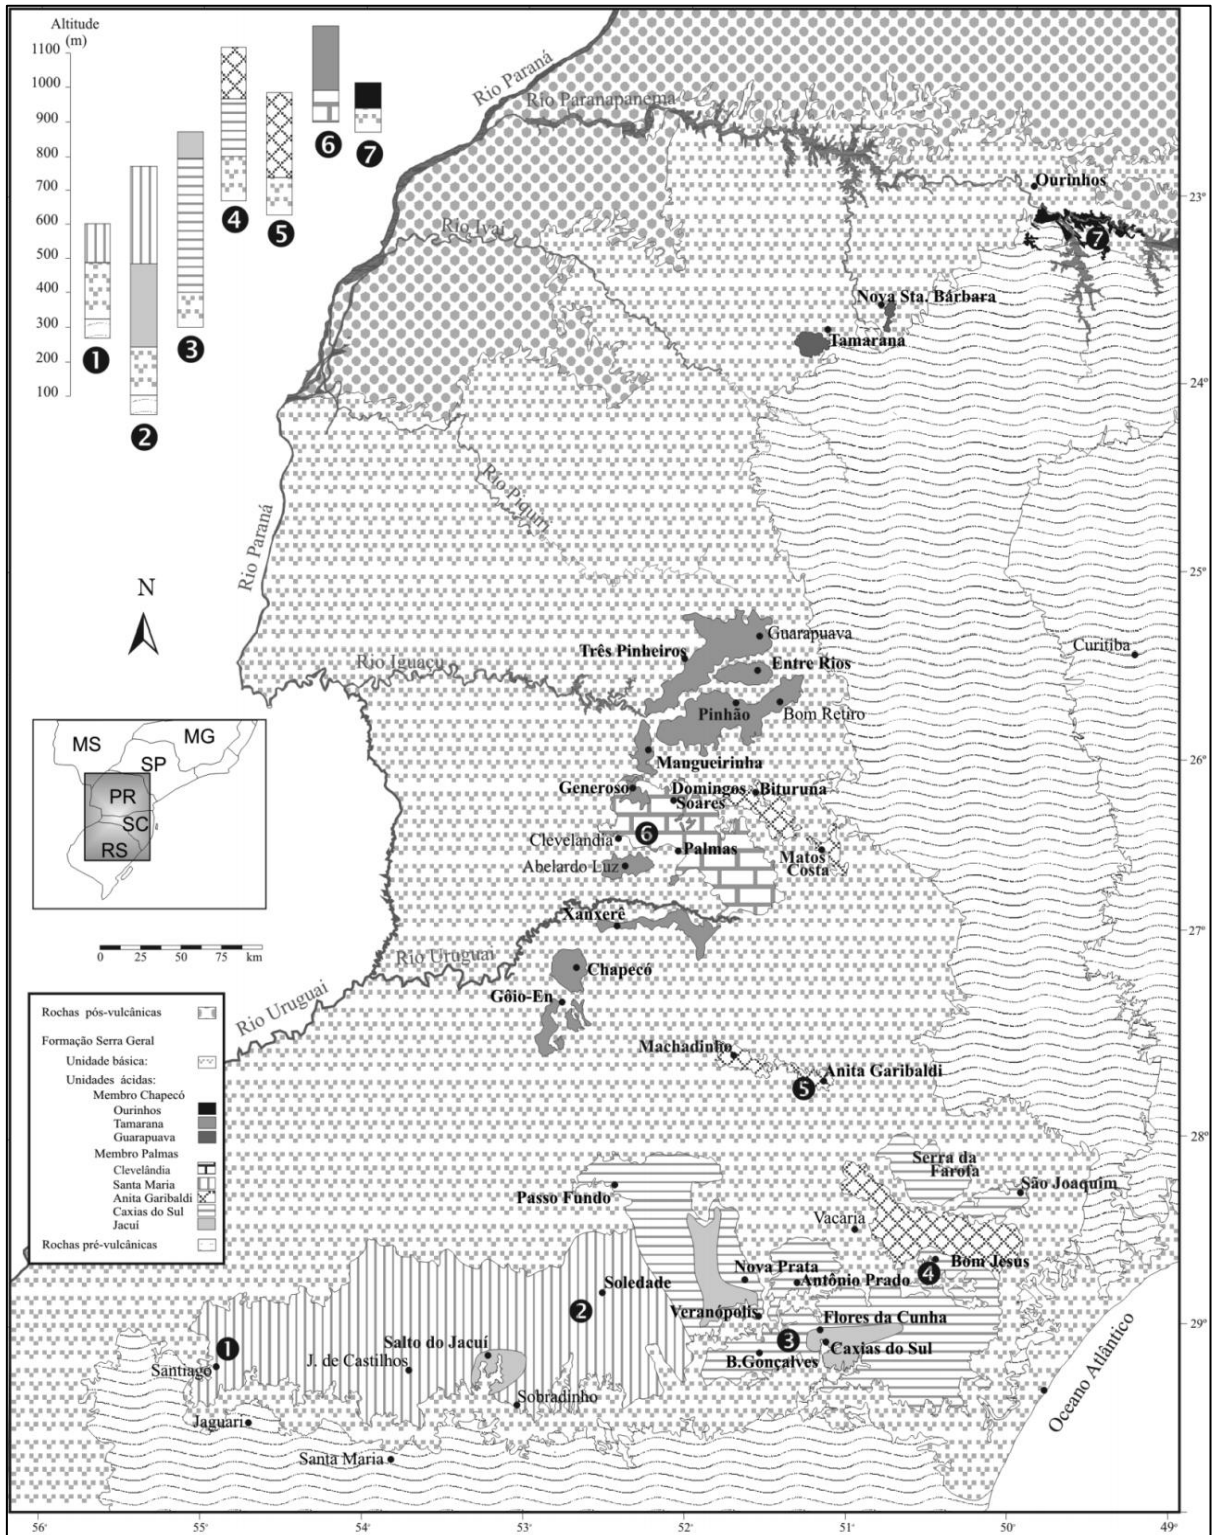 Altitude
(m)
1100
1000
900
800
700
600
500
400
300
200
100
1
2
3
4
5
6
7
Rio Paraná
Rio Paranapanema
Ourinhos
23°
7
Rio Ivaí
Nova Sta. Bárbara
Tamarana
24°
Rio Piquiri
Rio Paraná
25°
N
Guarapuava
Três Pinheiros
Entre Rios
Curitiba
Rio Iguaçu
Pinhão
Bom Retiro
Mangueirinha
26°
Generoso
Domingos
Soares
Bituruna
Clevelandia
6
Palmas
Matos
Costa
Abelardo Luz
Xanxerê
27°
Rio Uruguai
Chapecó
Gôio-En
Rio Uruguai
Machadinho
Anita Garibaldi
5
28°
MS
MG
SP
PR
SC
RS
0
25
50
75
km
Rochas pós-vulcânicas
Formação Serra Geral
Unidade básica:
Unidades ácidas:
Membro Chapecó
Ourinhos
Tamarana
Guarapuava
Membro Palmas
Clevelândia
Santa Maria
Anita Garibaldi
Caxias do Sul
Jacuí
Rochas pré-vulcânicas
Serra da
Farofa
São Joaquim
Passo Fundo
Vacaria
Bom Jesus
4
Nova Prata
Antônio Prado
Soledade
2
Veranópolis
Flores da Cunha
29°
3
Caxias do Sul
B.Gonçalves
1
Salto do Jacuí
J. de Castilhos
Santiago
Sobradinho
Jaguari
Santa Maria
Oceano Atlântico
56°
55°
54°
53°
52°
51°
50°
49°